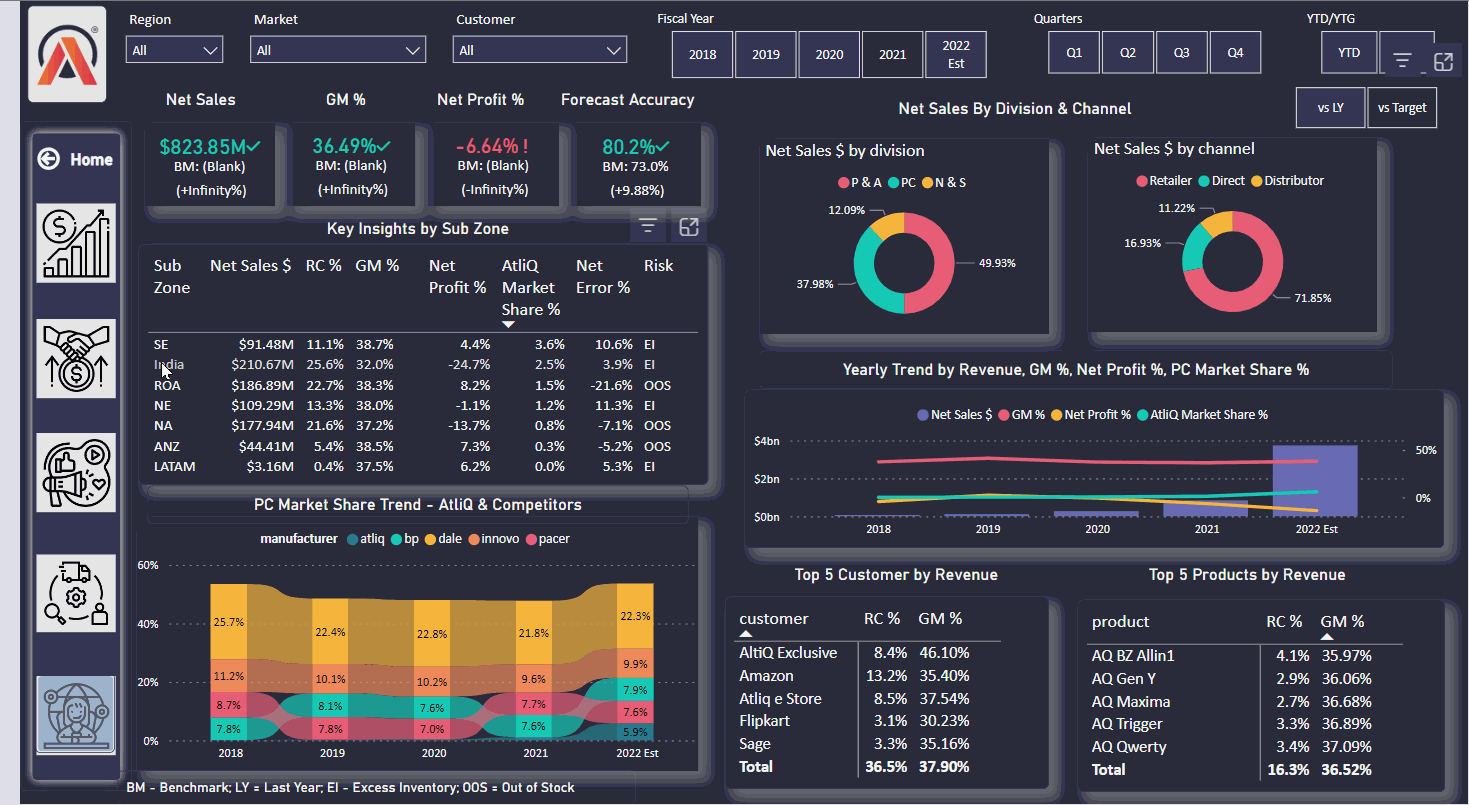 Region Market Customer Fiscal Year Quarters YTD/YTG
All All All 2018 2019 2020 2021 2022 Est Q1 Q2 Q3 Q4 YTD
Net Sales GM % Net Profit % Forecast Accuracy
$823.85M 36.49% -6.64% ! 80.2%
BM: (Blank) BM: (Blank) BM: (Blank) BM: 73.0%
(+Infinity%) (+Infinity%) (-Infinity%) (+9.88%)
Net Sales By Division & Channel
vs LY vs Target
Home
Net Sales $ by division
P & A PC N & S
12.09%
49.93%
37.98%
Net Sales $ by channel
Retailer Direct Distributor
11.22%
16.93%
71.85%
Key Insights by Sub Zone
Sub Zone Net Sales $ RC % GM % Net Profit % AtliQ Market Share % Net Error % Risk
SE $91.48M 11.1% 38.7% 4.4% 3.6% 10.6% EI
India $210.67M 25.6% 32.0% -24.7% 2.5% 3.9% EI
ROA $186.89M 22.7% 38.3% 8.2% 1.5% -21.6% OOS
NE $109.29M 13.3% 38.0% -1.1% 1.2% 11.3% EI
NA $177.94M 21.6% 37.2% -13.7% 0.8% -7.1% OOS
ANZ $44.41M 5.4% 38.5% 7.3% 0.3% -5.2% OOS
LATAM $3.16M 0.4% 37.5% 6.2% 0.0% 5.3% EI
Yearly Trend by Revenue, GM %, Net Profit %, PC Market Share %
Net Sales $ GM % Net Profit % AtliQ Market Share %
$4bn 50%
$2bn 0%
$0bn
2018 2019 2020 2021 2022 Est
PC Market Share Trend - AtliQ & Competitors
manufacturer atliq bp dale innovo pacer
60%
40%
20%
0%
25.7% 22.4% 22.8% 21.8% 22.3%
11.2% 10.1% 10.2% 9.6% 9.9%
8.7% 8.1% 7.6% 7.7% 7.9%
7.8% 7.8% 7.0% 7.6% 7.6%
5.9%
2018 2019 2020 2021 2022 Est
Top 5 Customer by Revenue
customer RC % GM %
AltiQ Exclusive 8.4% 46.10%
Amazon 13.2% 35.40%
Atliq e Store 8.5% 37.54%
Flipkart 3.1% 30.23%
Sage 3.3% 35.16%
Total 36.5% 37.90%
Top 5 Products by Revenue
product RC % GM %
AQ BZ Allin1 4.1% 35.97%
AQ Gen Y 2.9% 36.06%
AQ Maxima 2.7% 36.68%
AQ Trigger 3.3% 36.89%
AQ Qwerty 3.4% 37.09%
Total 16.3% 36.52%
BM - Benchmark; LY = Last Year; EI - Excess Inventory; OOS = Out of Stock